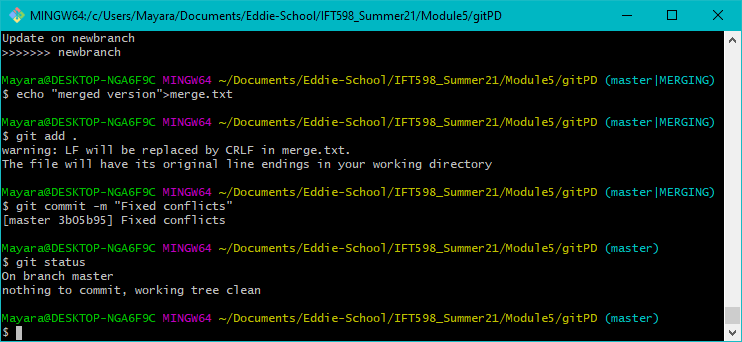 MINGW64:/c/Users/Mayara/Documents/Eddie-School/IFT598_Summer21/Module5/gitPD
Update on newbranch
>>>>>>> newbranch
Mayara@DESKTOP-NGA6F9C MINGW64 ~/Documents/Eddie-School/IFT598_Summer21/Module5/gitPD (master|MERGING)
$ echo "merged version">merge.txt
Mayara@DESKTOP-NGA6F9C MINGW64 ~/Documents/Eddie-School/IFT598_Summer21/Module5/gitPD (master|MERGING)
$ git add .
warning: LF will be replaced by CRLF in merge.txt.
The file will have its original line endings in your working directory
Mayara@DESKTOP-NGA6F9C MINGW64 ~/Documents/Eddie-School/IFT598_Summer21/Module5/gitPD (master|MERGING)
$ git commit -m "Fixed conflicts"
[master 3b05b95] Fixed conflicts
Mayara@DESKTOP-NGA6F9C MINGW64 ~/Documents/Eddie-School/IFT598_Summer21/Module5/gitPD (master)
$ git status
On branch master
nothing to commit, working tree clean
Mayara@DESKTOP-NGA6F9C MINGW64 ~/Documents/Eddie-School/IFT598_Summer21/Module5/gitPD (master)
$